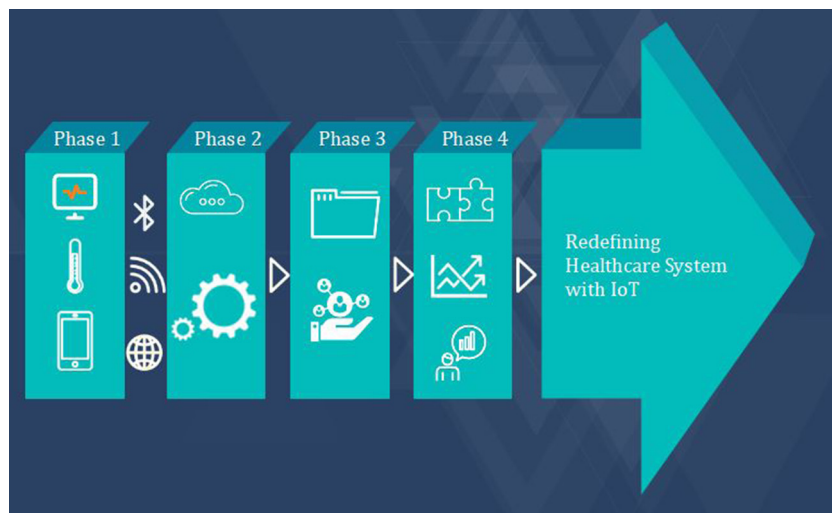 Phase 1
Phase 2
Phase 3
Phase 4
Redefining
Healthcare System
with IoT